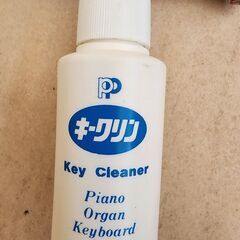 PP
キークリン
Key Cleaner
Piano
Organ
Keyboard